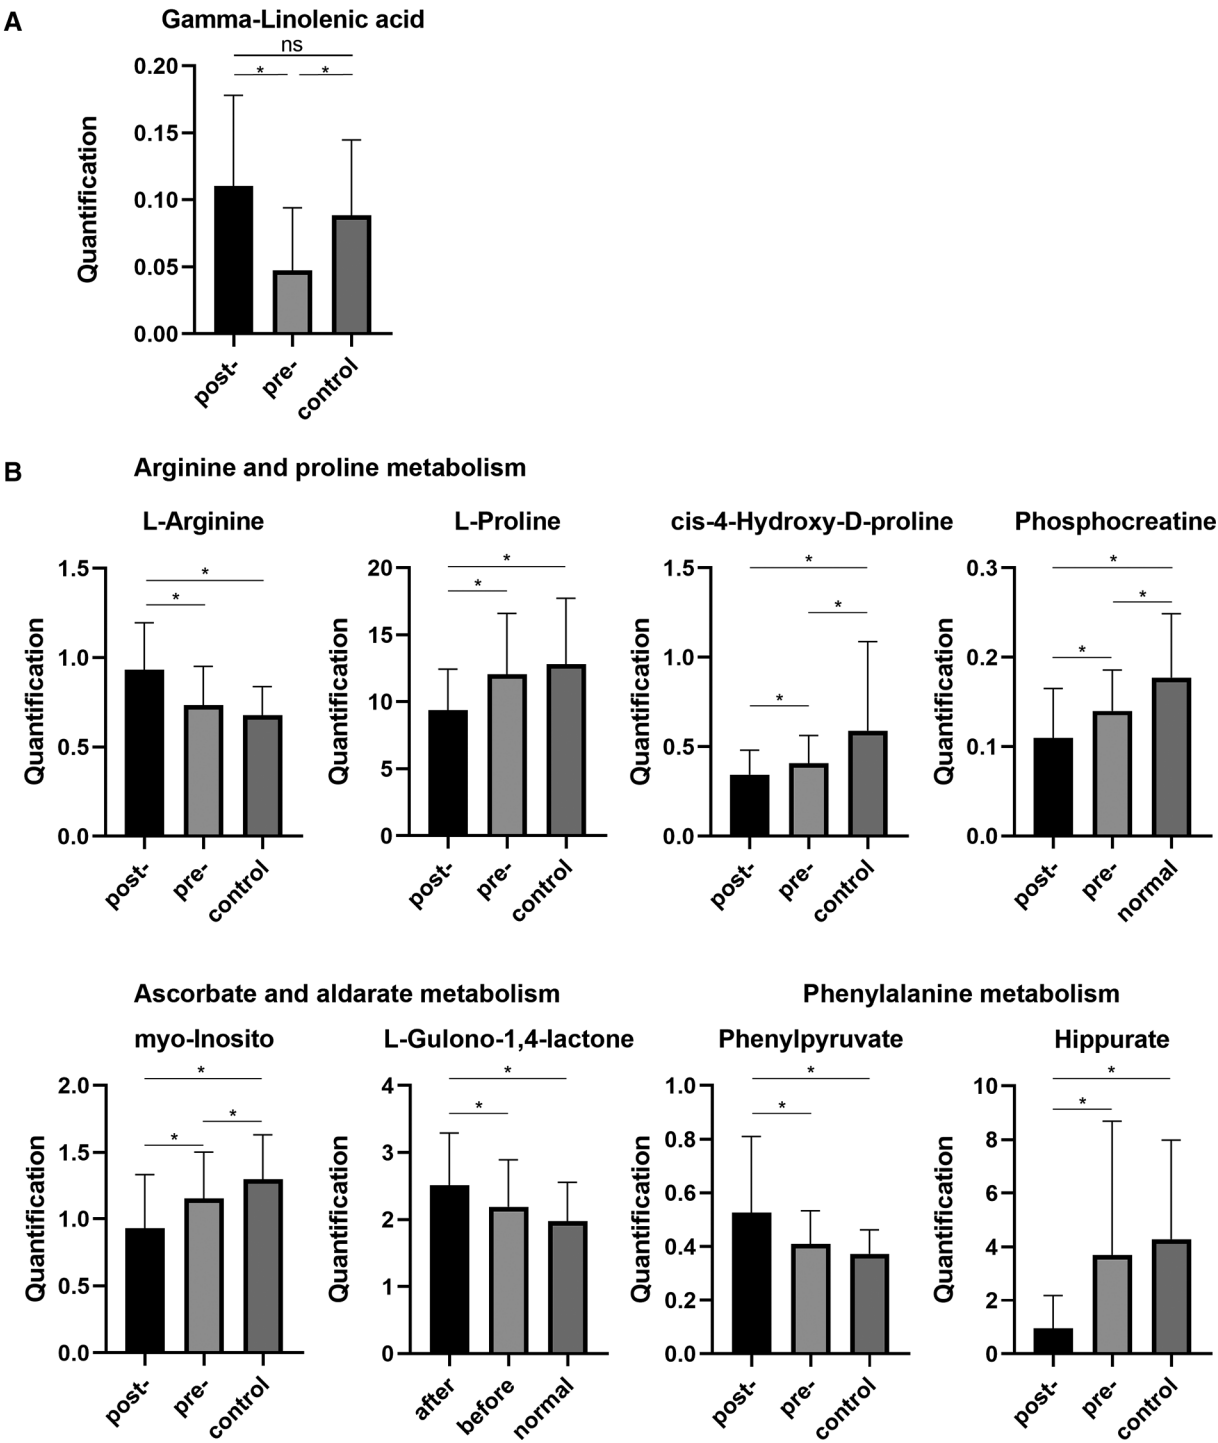 A
Gamma-Linolenic acid
ns
* *
Quantification
0.20
0.15
0.10
0.05
0.00
post-
pre-
control
B
Arginine and proline metabolism
L-Arginine
*
*
Quantification
1.5
1.0
0.5
0.0
post-
pre-
control
L-Proline
*
*
Quantification
20
15
10
5
0
post-
pre-
control
cis-4-Hydroxy-D-proline
*
*
*
Quantification
1.5
1.0
0.5
0.0
post-
pre-
control
Phosphocreatine
*
*
*
Quantification
0.3
0.2
0.1
0.0
post-
pre-
normal
Ascorbate and aldarate metabolism
myo-Inosito
*
*
*
Quantification
2.0
1.5
1.0
0.5
0.0
post-
pre-
control
L-Gulono-1,4-lactone
*
*
Quantification
4
3
2
1
0
after
before
normal
Phenylalanine metabolism
Phenylpyruvate
*
*
Quantification
1.0
0.8
0.6
0.4
0.2
0.0
post-
pre-
control
Hippurate
*
*
Quantification
10
8
6
4
2
0
post-
pre-
control